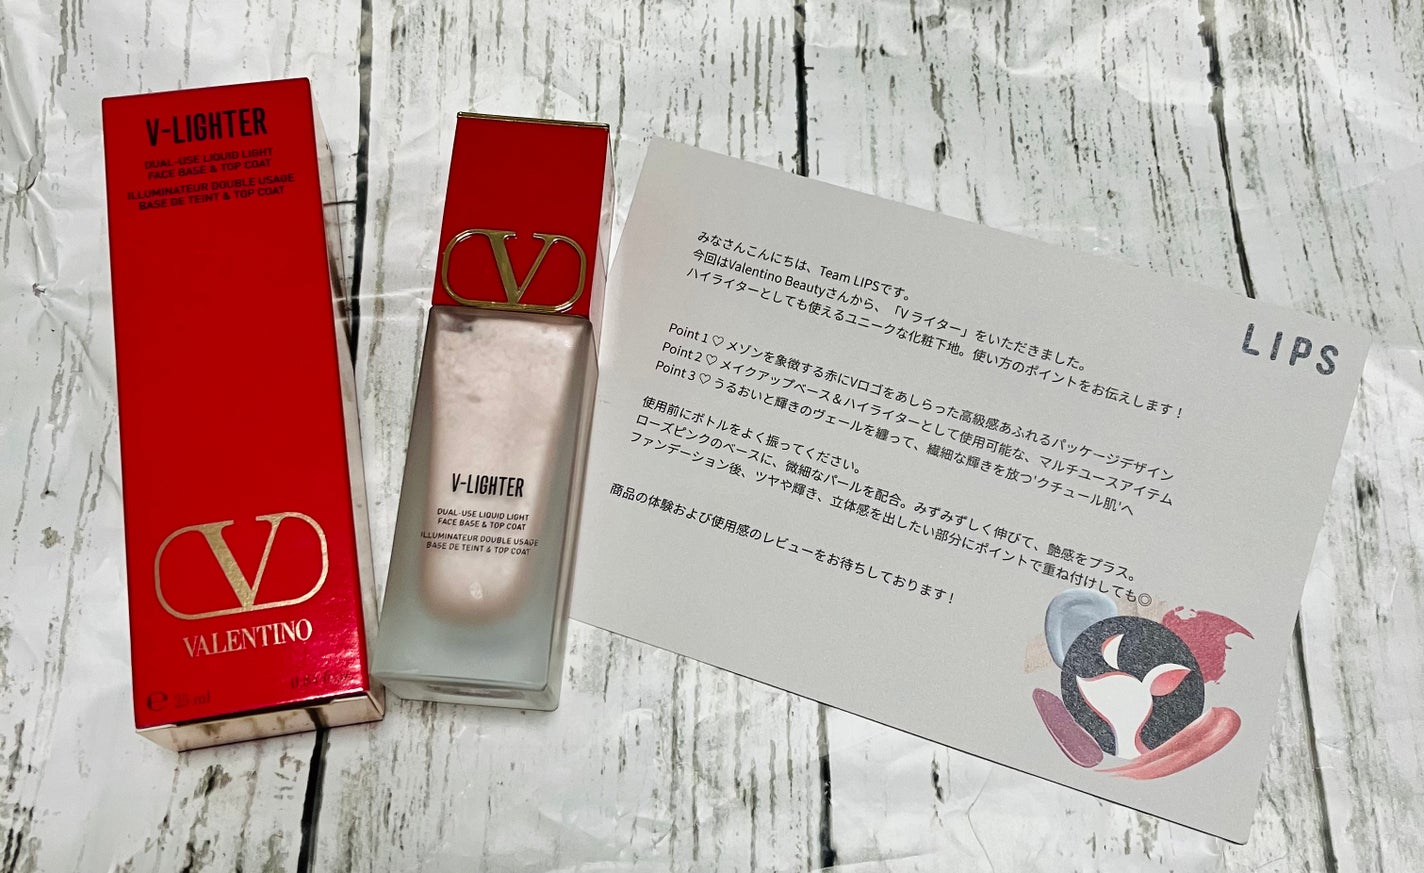 V-LIGHTER
DUAL-USE LIQUID LIGHT
FACE BASE & TOP COAT
ILLUMINATEUR DOUBLE USAGE
BASE DE TEINT & TOP COAT
V
VALENTINO
℮ 25 ml
V
V-LIGHTER
DUAL-USE LIQUID LIGHT
FACE BASE & TOP COAT
ILLUMINATEUR DOUBLE USAGE
BASE DE TEINT & TOP COAT
LIPS
みなさんこんにちは、Team LIPSです。
今回はValentino Beautyさんから、「V ライター」をいただきました。
ハイライターとしても使えるユニークな化粧下地。使い方のポイントをお伝えします！
Point 1 ♡ メゾンを象徴する赤にVロゴをあしらった高級感あふれるパッケージデザイン
Point 2 ♡ メイクアップベース＆ハイライターとして使用可能な、マルチユースアイテム
Point 3 ♡ うるおいと輝きのヴェールを纏って、繊細な輝きを放つ'クチュール肌'へ
使用前にボトルをよく振ってください。
ローズピンクのベースに、微細なパールを配合。みずみずしく伸びて、艶感をプラス。
ファンデーション後、ツヤや輝き、立体感を出したい部分にポイントで重ね付けしても◎
商品の体験および使用感のレビューをお待ちしております！